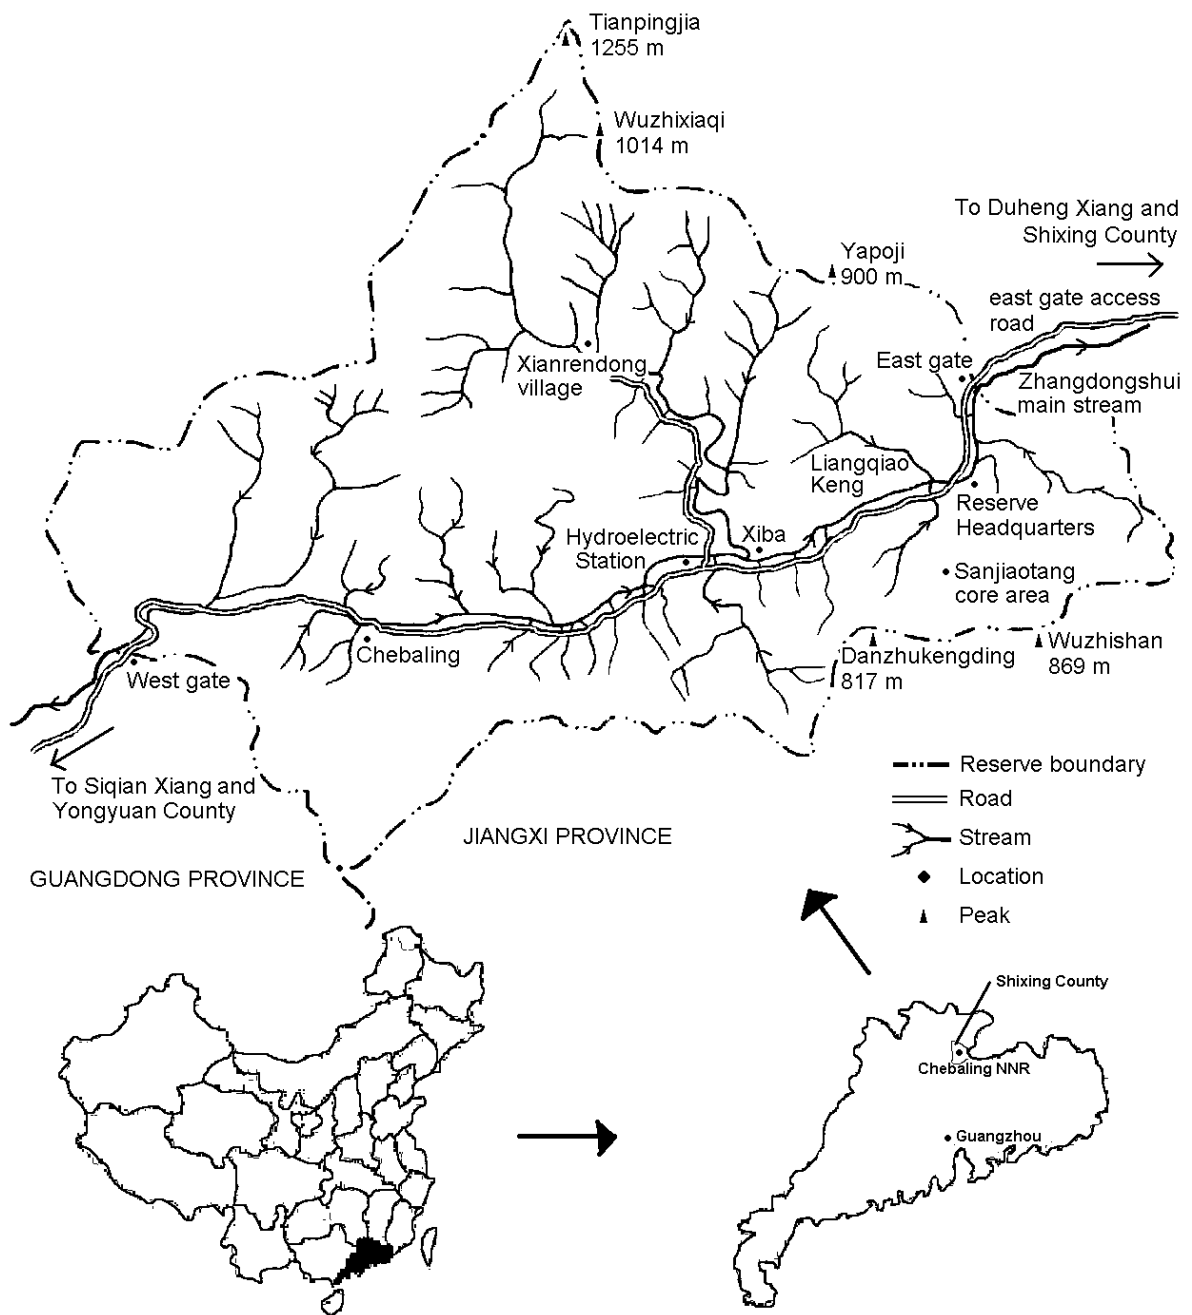 Tianpingjia
1255 m
Wuzhixiaqi
1014 m
To Duheng Xiang and
Shixing County
Yapoji
900 m
east gate access
road
East gate
Xianrendong
village
Zhangdongshui
main stream
Liangqiao
Keng
Reserve
Headquarters
Hydroelectric
Station
Xiba
Sanjiaotang
core area
Chebaling
Danzhukengding
817 m
Wuzhishan
869 m
West gate
To Siqian Xiang and
Yongyuan County
Reserve boundary
Road
Stream
Location
Peak
JIANGXI PROVINCE
GUANGDONG PROVINCE
Shixing County
Chebaling NNR
Guangzhou